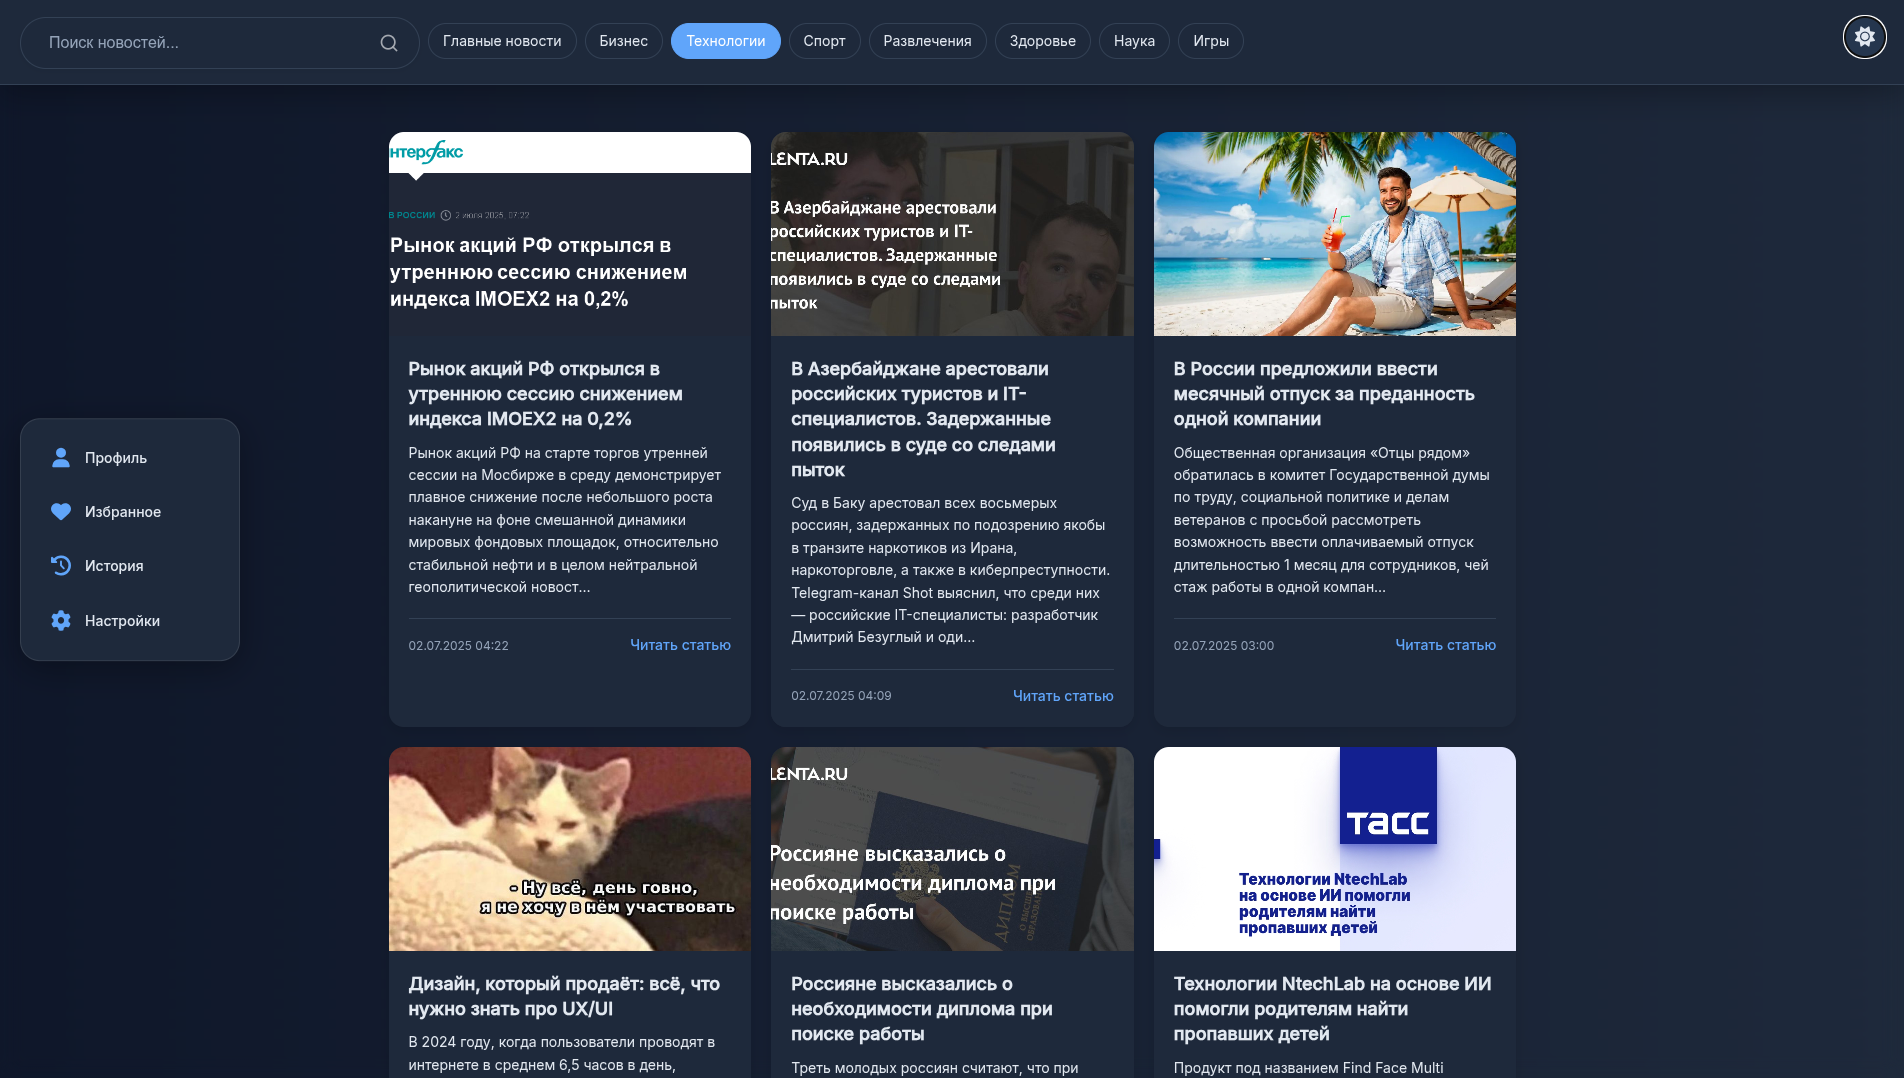 Поиск новостей...
Главные новости
Бизнес
Технологии
Спорт
Развлечения
Здоровье
Наука
Игры
Профиль
Избранное
История
Настройки
нтерфакс
В РОССИИ 2 июля 2025, 07:22
Рынок акций РФ открылся в
утреннюю сессию снижением
индекса IMOEX2 на 0,2%
Рынок акций РФ открылся в
утреннюю сессию снижением
индекса IMOEX2 на 0,2%
Рынок акций РФ на старте торгов утренней
сессии на Мосбирже в среду демонстрирует
плавное снижение после небольшого роста
накануне на фоне смешанной динамики
мировых фондовых площадок, относительно
стабильной нефти и в целом нейтральной
геополитической новост...
02.07.2025 04:22
Читать статью
LENTA.RU
В Азербайджане арестовали
российских туристов и IT-
специалистов. Задержанные
появились в суде со следами
пыток
В Азербайджане арестовали
российских туристов и IT-
специалистов. Задержанные
появились в суде со следами
пыток
Суд в Баку арестовал всех восьмерых
россиян, задержанных по подозрению якобы
в транзите наркотиков из Ирана,
наркоторговле, а также в киберпреступности.
Telegram-канал Shot выяснил, что среди них
— российские IT-специалисты: разработчик
Дмитрий Безуглый и оди...
02.07.2025 04:09
Читать статью
В России предложили ввести
месячный отпуск за преданность
одной компании
Общественная организация «Отцы рядом»
обратилась в комитет Государственной думы
по труду, социальной политике и делам
ветеранов с просьбой рассмотреть
возможность ввести оплачиваемый отпуск
длительностью 1 месяц для сотрудников, чей
стаж работы в одной компан...
02.07.2025 03:00
Читать статью
- Ну всё, день говно,
я не хочу в нём участвовать
Дизайн, который продаёт: всё, что
нужно знать про UX/UI
В 2024 году, когда пользователи проводят в
интернете в среднем 6,5 часов в день,
LENTA.RU
Россияне высказались о
необходимости диплома при
поиске работы
ДИПЛОМ
О ВЫСШЕМ
ОБРАЗОВАНИИ
Россияне высказались о
необходимости диплома при
поиске работы
Треть молодых россиян считают, что при
ТАСС
Технологии NtechLab
на основе ИИ помогли
родителям найти
пропавших детей
Технологии NtechLab на основе ИИ
помогли родителям найти
пропавших детей
Продукт под названием Find Face Multi